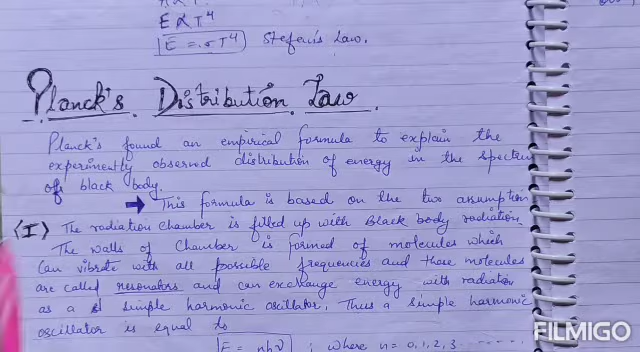 E ∝ T⁴
E = σT⁴ Stefen's Law.
Planck's Distribution Law.
Planck's found an empirical formula to explain the
experimently observed distribution of energy in the
of black body.
→ This formula is based on the two assumption
(I) The radiation chamber is filled up with Black body radiation.
The walls of Chamber is formed of molecules which
Can vibrate with all possible frequencies and those molecules
are called resonators and can exchange energy with radiation
as a simple harmonic oscillator. Thus a simple harmonic
oscillator is equal to
E = nhν ; where n = 0,1,2,3------
FILMIGO